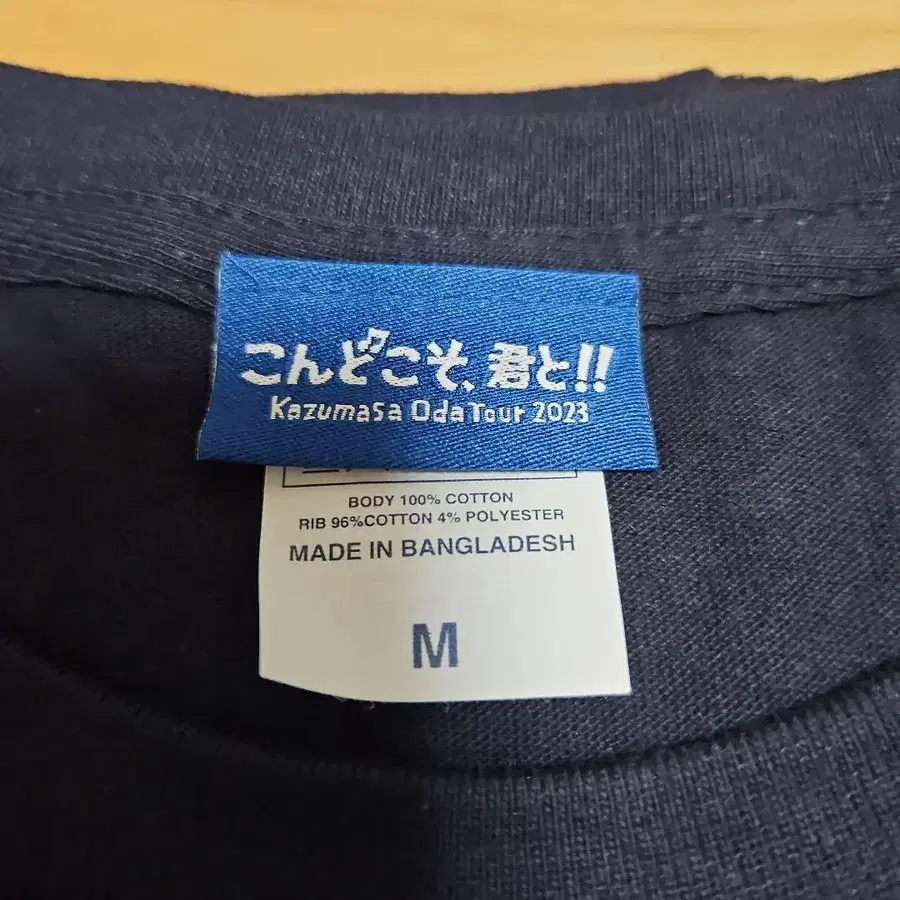 こんどこそ、君と!!
Kazumasa Oda Tour 2023
BODY 100% COTTON
RIB 96%COTTON 4% POLYESTER
MADE IN BANGLADESH
M